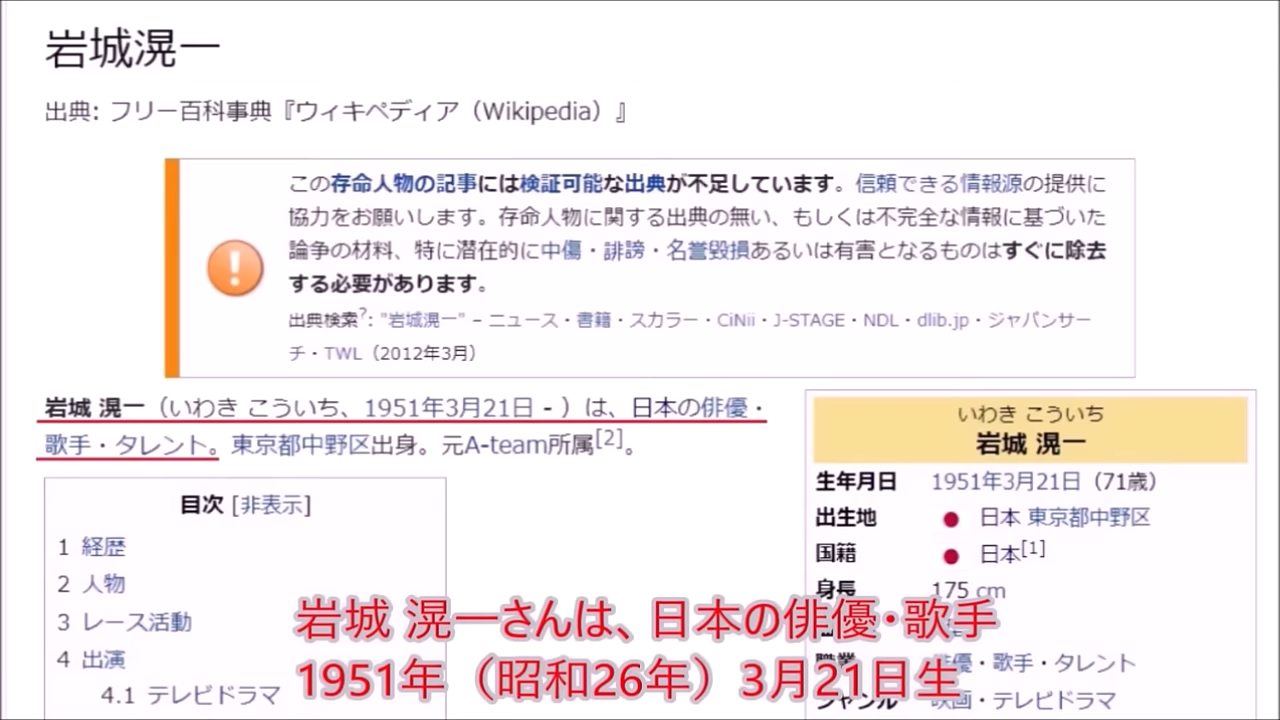 岩城滉一
出典: フリー百科事典『ウィキペディア（Wikipedia）』
この存命人物の記事には検証可能な出典が不足しています。信頼できる情報源の提供に
協力をお願いします。存命人物に関する出典の無い、もしくは不完全な情報に基づいた
論争の材料、特に潜在的に中傷・誹謗・名誉毀損あるいは有害となるものはすぐに除去
する必要があります。
出典検索?: "岩城滉一" – ニュース・書籍・スカラー・CiNii・J-STAGE・NDL・dlib.jp・ジャパンサー
チ・TWL（2012年3月）
岩城 滉一（いわき こういち、1951年3月21日 - ）は、日本の俳優・
歌手・タレント。東京都中野区出身。元A-team所属[2]。
目次 [非表示]
1 経歴
2 人物
3 レース活動
4 出演
4.1 テレビドラマ
いわき こういち
岩城 滉一
生年月日 1951年3月21日（71歳）
出生地 日本 東京都中野区
国籍 日本[1]
身長 175 cm
職業 俳優・歌手・タレント
ジャンル 映画・テレビドラマ
岩城 滉一さんは、日本の俳優・歌手
1951年（昭和26年）3月21日生